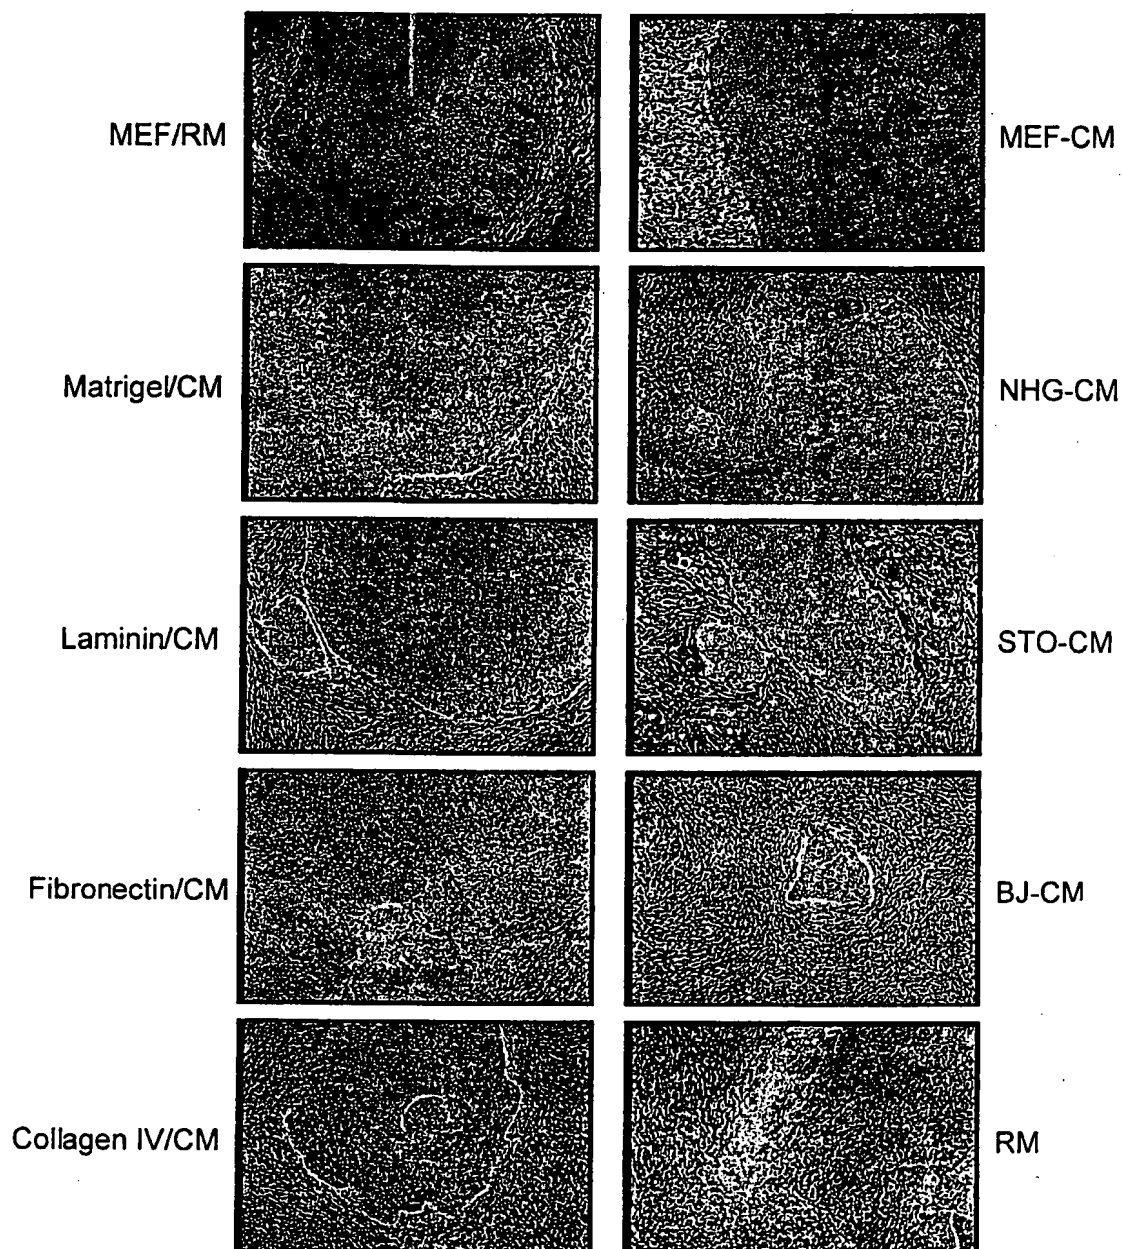 MEF/RM
MEF-CM
Matrigel/CM
NHG-CM
Laminin/CM
STO-CM
Fibronectin/CM
BJ-CM
Collagen IV/CM
RM